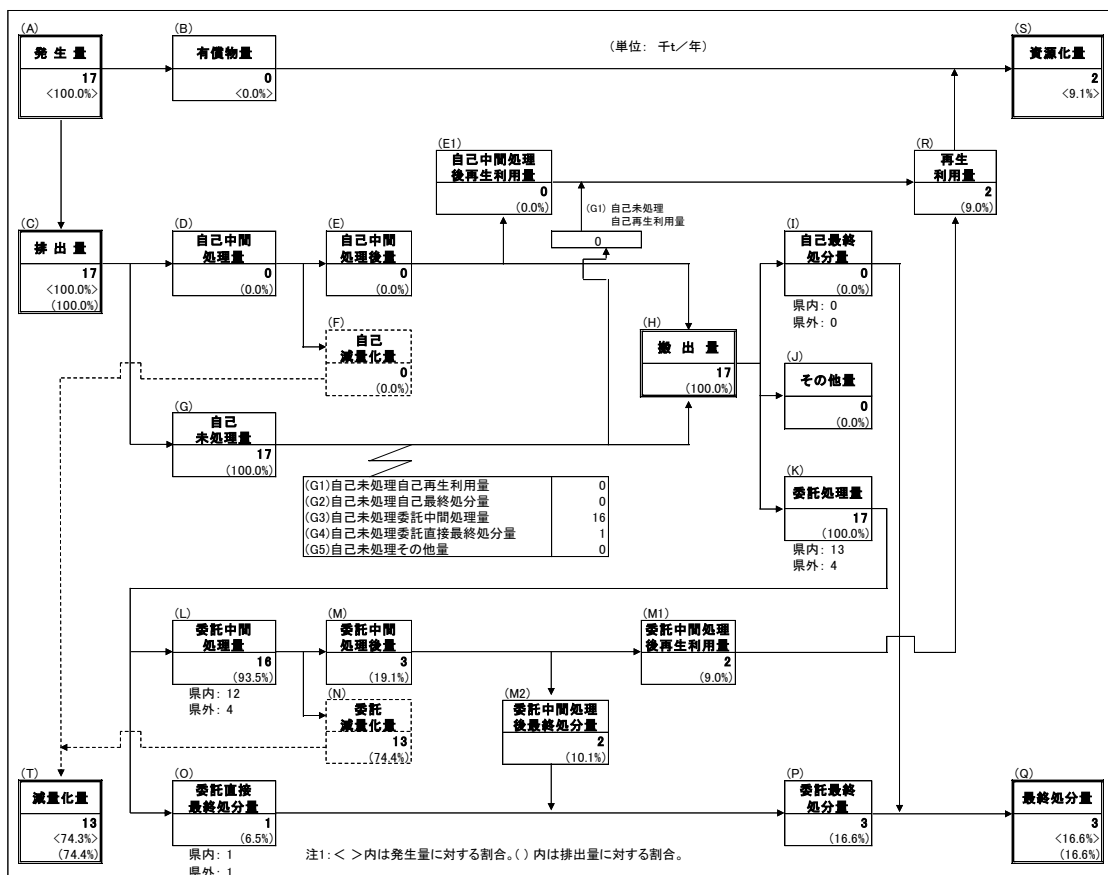 (A)
発生量
17
<100.0%>
(B)
有償物量
0
<0.0%>
(単位： 千t／年)
(S)
資源化量
2
<9.1%>
(E1)
自己中間処理
後再生利用量
0
(0.0%)
(G1) 自己未処理
自己再生利用量
0
(R)
再生
利用量
2
(9.0%)
(C)
排出量
17
<100.0%>
(100.0%)
(D)
自己中間
処理量
0
(0.0%)
(E)
自己中間
処理後量
0
(0.0%)
(I)
自己最終
処分量
0
(0.0%)
県内： 0
県外： 0
(F)
自己
減量化量
0
(0.0%)
(H)
搬出量
17
(100.0%)
(J)
その他量
0
(0.0%)
(G)
自己
未処理量
17
(100.0%)
(G1)自己未処理自己再生利用量 0
(G2)自己未処理自己最終処分量 0
(G3)自己未処理委託中間処理量 16
(G4)自己未処理委託直接最終処分量 1
(G5)自己未処理その他量 0
(K)
委託処理量
17
(100.0%)
県内： 13
県外： 4
(L)
委託中間
処理量
16
(93.5%)
県内： 12
県外： 4
(M)
委託中間
処理後量
3
(19.1%)
(M1)
委託中間処理
後再生利用量
2
(9.0%)
(N)
委託
減量化量
13
(74.4%)
(M2)
委託中間処理
後最終処分量
2
(10.1%)
(T)
減量化量
13
<74.3%>
(74.4%)
(O)
委託直接
最終処分量
1
(6.5%)
県内： 1
県外： 1
(P)
委託最終
処分量
3
(16.6%)
(Q)
最終処分量
3
<16.6%>
(16.6%)
注1：＜ ＞内は発生量に対する割合。( ) 内は排出量に対する割合。